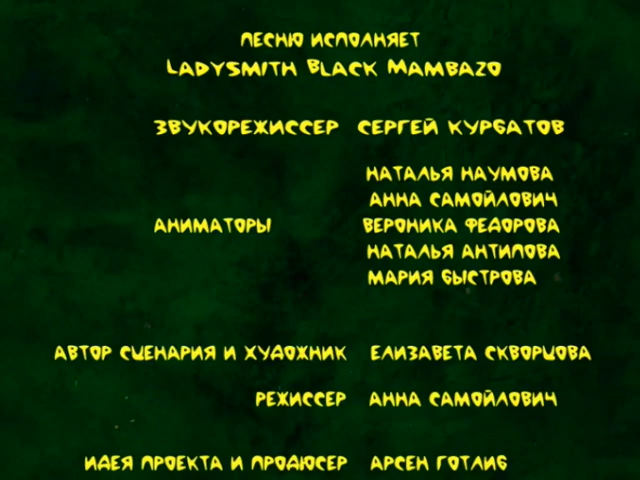 ПЕСНЮ ИСПОЛНЯЕТ
LADYSMITH BLACK MAMBAZO
ЗВУКОРЕЖИССЕР СЕРГЕЙ КУРБАТОВ
НАТАЛЬЯ НАУМОВА
АННА САМОЙЛОВИЧ
АНИМАТОРЫ ВЕРОНИКА ФЕДОРОВА
НАТАЛЬЯ АНТИПОВА
МАРИЯ БЫСТРОВА
АВТОР СЦЕНАРИЯ И ХУДОЖНИК ЕЛИЗАВЕТА СКВОРЦОВА
РЕЖИССЕР АННА САМОЙЛОВИЧ
ИДЕЯ ПРОЕКТА И ПРОДЮСЕР АРСЕН ГОТЛИБ